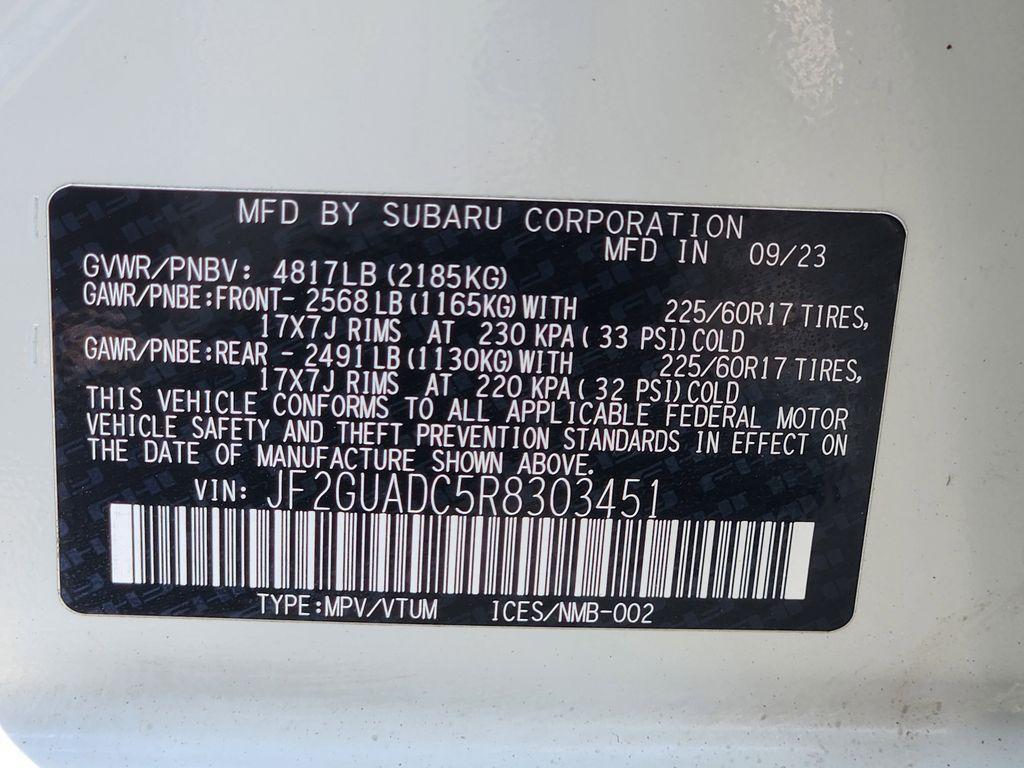 MFD BY SUBARU CORPORATION
MFD IN 09/23
GVWR/PNBV: 4817LB (2185KG)
GAWR/PNBE:FRONT- 2568 LB (1165KG) WITH 225/60R17 TIRES,
17X7J RIMS AT 230 KPA ( 33 PSI) COLD
GAWR/PNBE:REAR - 2491 LB (1130KG) WITH 225/60R17 TIRES,
17X7J RIMS AT 220 KPA ( 32 PSI) COLD
THIS VEHICLE CONFORMS TO ALL APPLICABLE FEDERAL MOTOR
VEHICLE SAFETY AND THEFT PREVENTION STANDARDS IN EFFECT ON
THE DATE OF MANUFACTURE SHOWN ABOVE.
VIN: JF2GUADC5R8303451
TYPE:MPV/VTUM ICES/NMB-002